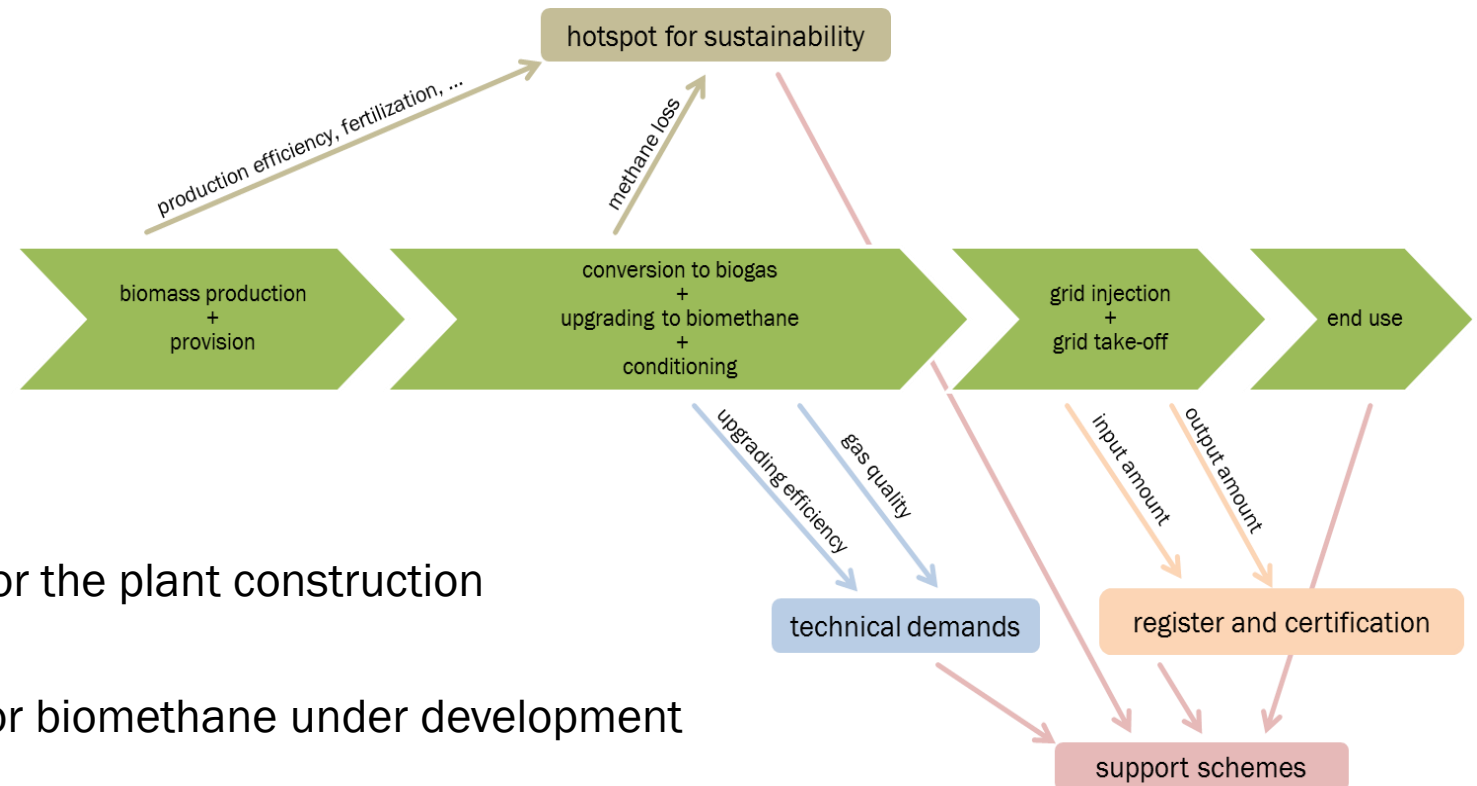 hotspot for sustainability
production efficiency, fertilization, ...
methane loss
biomass production
+
provision
conversion to biogas
+
upgrading to biomethane
+
conditioning
grid injection
+
grid take-off
end use
upgrading efficiency
gas quality
input amount
output amount
or the plant construction
technical demands
register and certification
or biomethane under development
support schemes